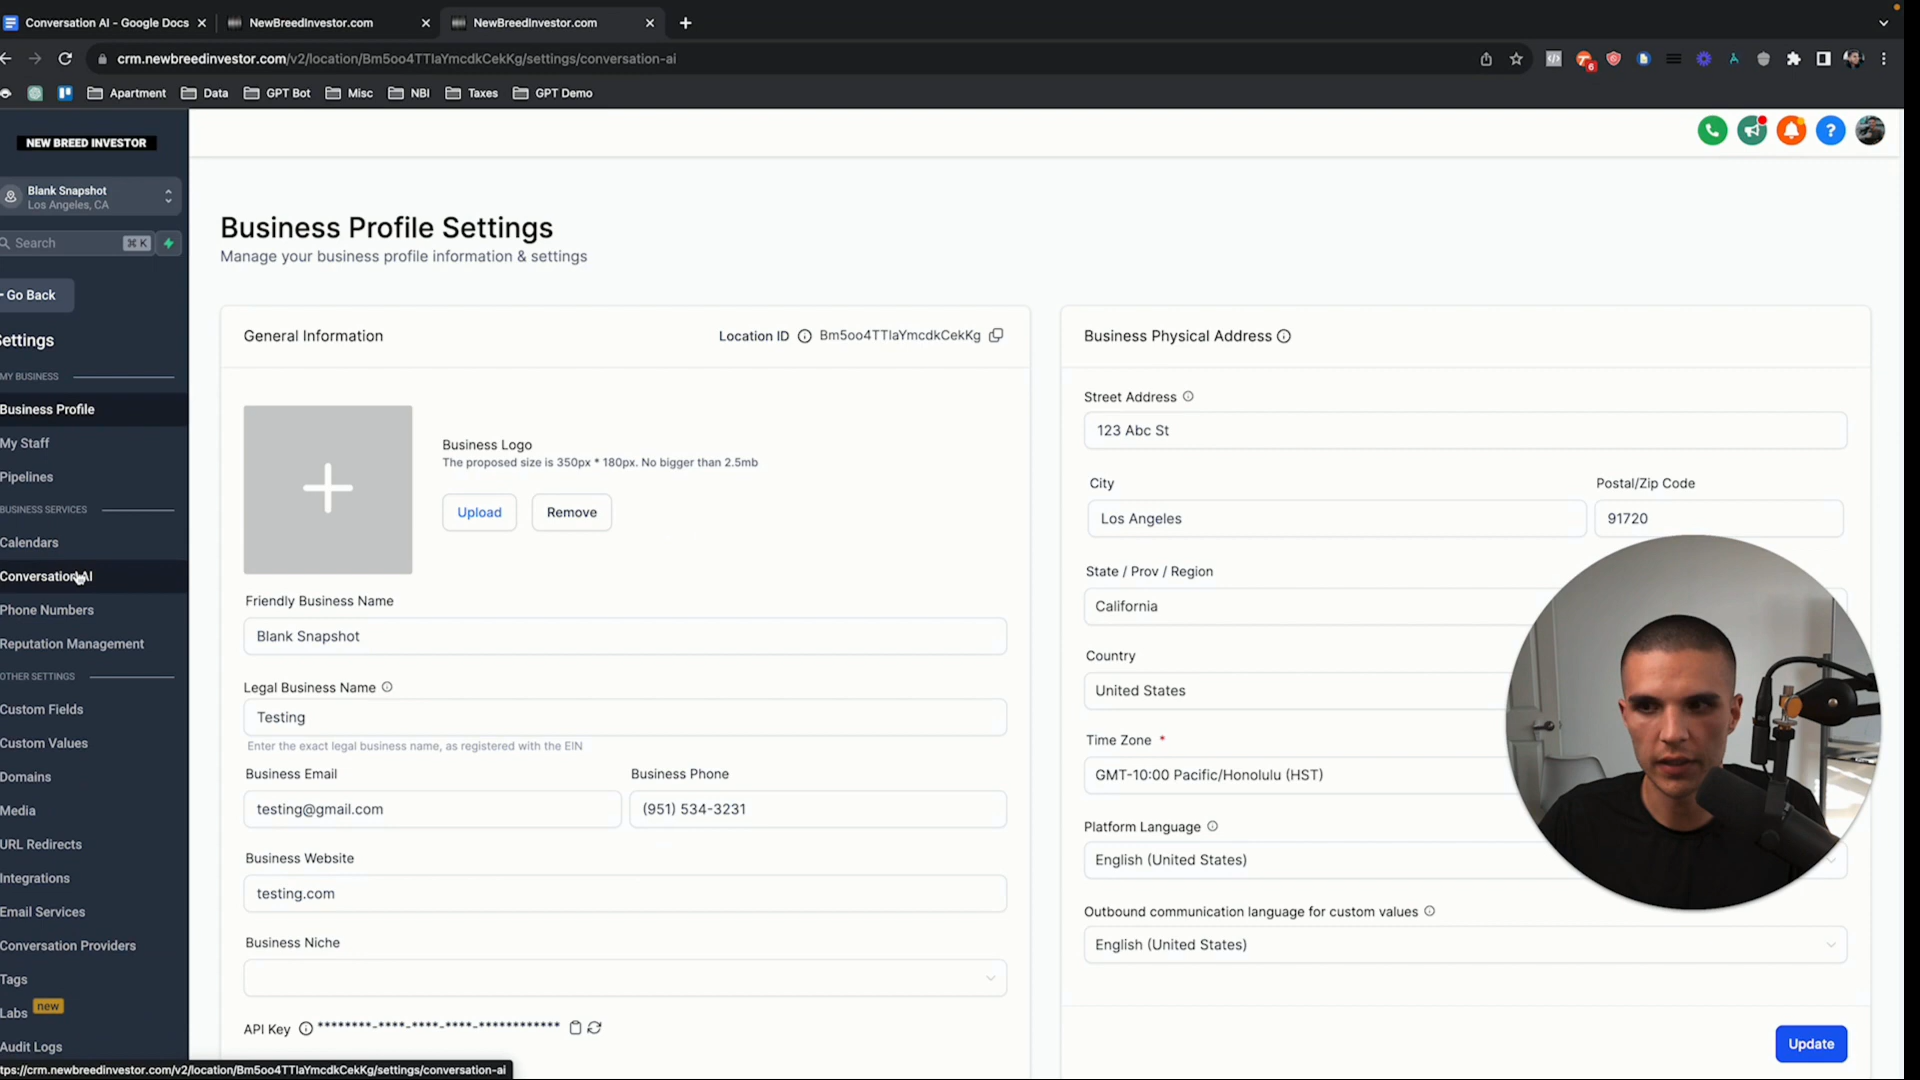 Conversation AI - Google Docs
NewBreedInvestor.com
NewBreedInvestor.com
crm.newbreedinvestor.com/v2/location/Bm5oo4TTIaYmcdkCekKg/settings/conversation-ai
6
Apartment
Data
GPT Bot
Misc
NBI
Taxes
GPT Demo
NEW BREED INVESTOR
Blank Snapshot
Los Angeles, CA
Search
⌘ K
Go Back
ettings
MY BUSINESS
Business Profile
My Staff
Pipelines
BUSINESS SERVICES
Calendars
Conversation AI
Phone Numbers
Reputation Management
OTHER SETTINGS
Custom Fields
Custom Values
Domains
Media
URL Redirects
Integrations
Email Services
Conversation Providers
Tags
Labs new
Audit Logs
?
Business Profile Settings
Manage your business profile information & settings
General Information
Location ID
Bm5oo4TTIaYmcdkCekKg
Business Logo
The proposed size is 350px * 180px. No bigger than 2.5mb
Upload
Remove
Friendly Business Name
Blank Snapshot
Legal Business Name
Testing
Enter the exact legal business name, as registered with the EIN
Business Email
Business Phone
testing@gmail.com
(951) 534-3231
Business Website
testing.com
Business Niche
API Key
********-****-****-****-************
Business Physical Address
Street Address
123 Abc St
City
Postal/Zip Code
Los Angeles
91720
State / Prov / Region
California
Country
United States
Time Zone *
GMT-10:00 Pacific/Honolulu (HST)
Platform Language
English (United States)
Outbound communication language for custom values
English (United States)
Update
tps://crm.newbreedinvestor.com/v2/location/Bm5oo4TTIaYmcdkCekKg/settings/conversation-ai